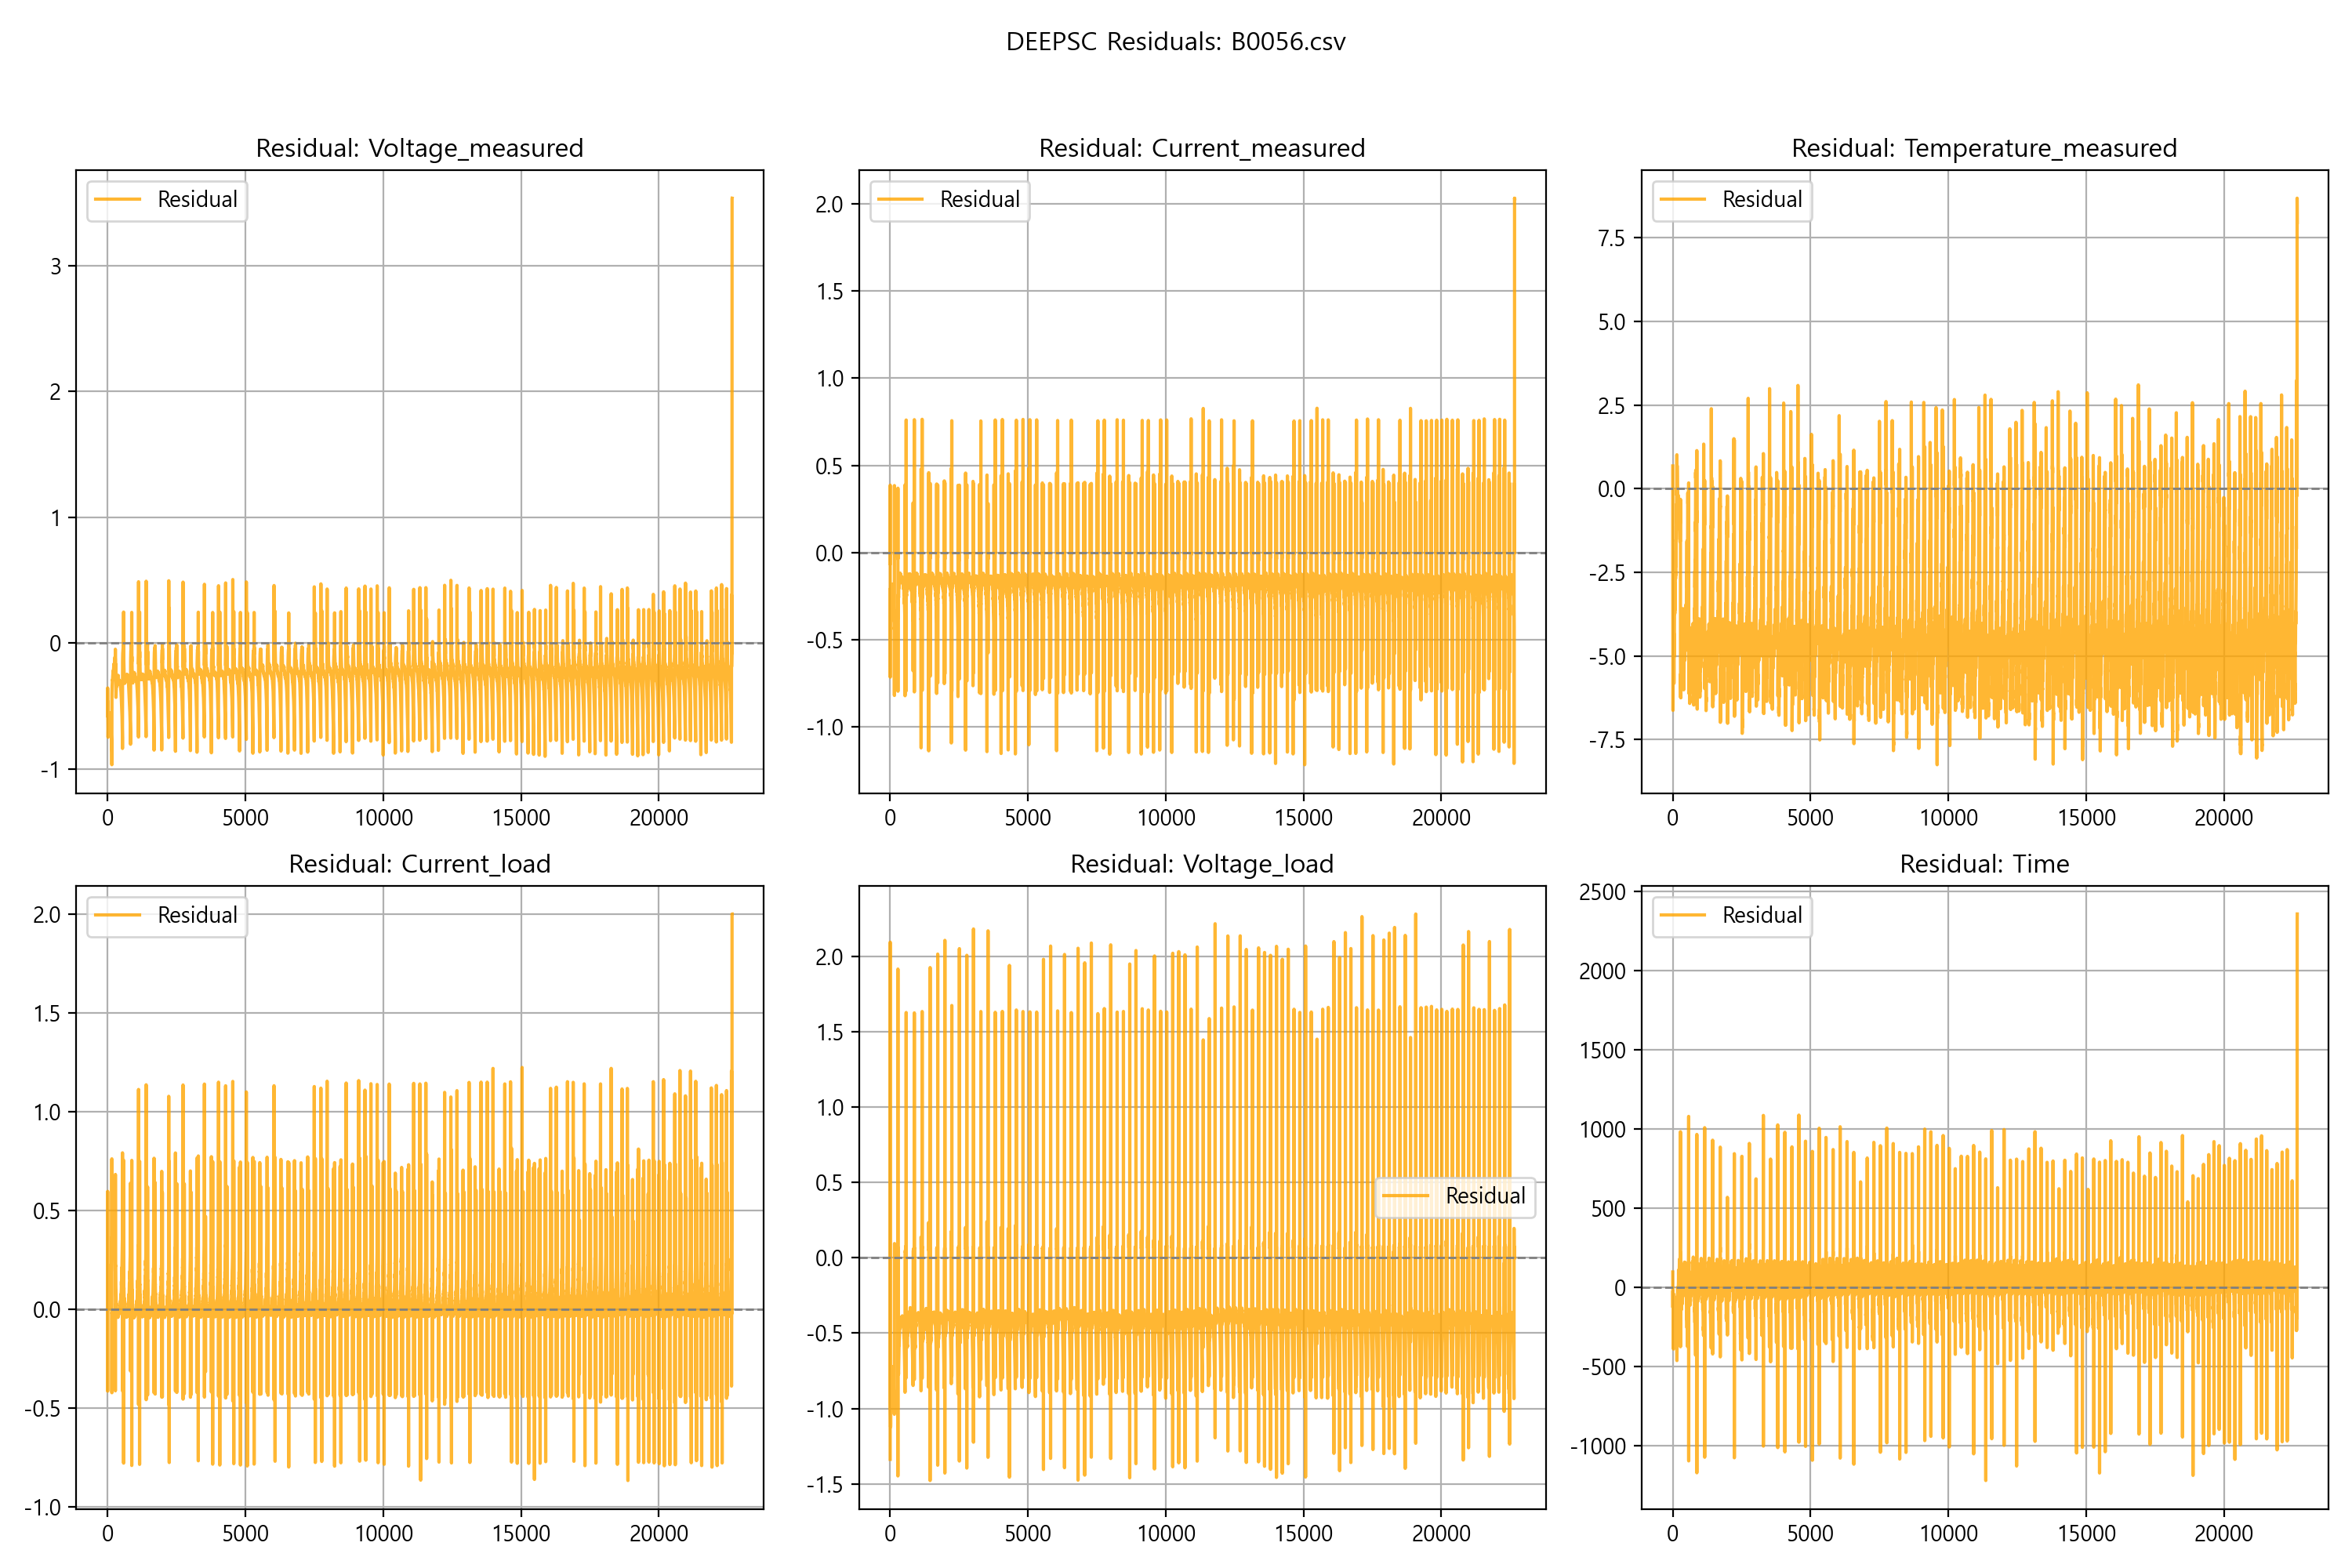 DEEPSC Residuals: B0056.csv
Residual: Voltage_measured
Residual
3
2
1
0
-1
0 5000 10000 15000 20000
Residual: Current_measured
Residual
2.0
1.5
1.0
0.5
0.0
-0.5
-1.0
0 5000 10000 15000 20000
Residual: Temperature_measured
Residual
7.5
5.0
2.5
0.0
-2.5
-5.0
-7.5
0 5000 10000 15000 20000
Residual: Current_load
Residual
2.0
1.5
1.0
0.5
0.0
-0.5
-1.0
0 5000 10000 15000 20000
Residual: Voltage_load
2.0
1.5
1.0
0.5
Residual
0.0
-0.5
-1.0
-1.5
0 5000 10000 15000 20000
Residual: Time
2500
Residual
2000
1500
1000
500
0
-500
-1000
0 5000 10000 15000 20000